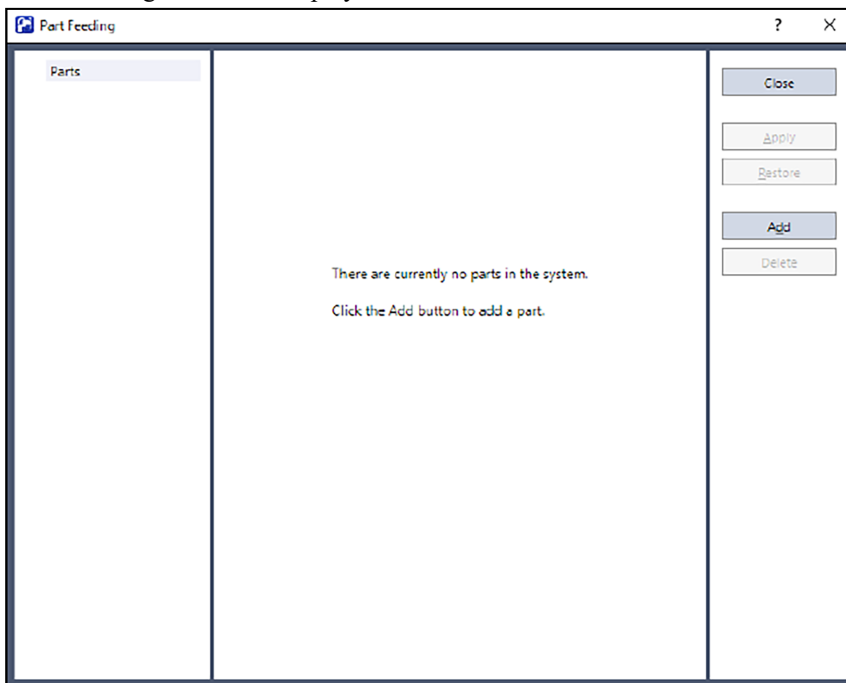 Part Feeding
?
Parts
Close
Apply
Restore
Add
Delete
There are currently no parts in the system.
Click the Add button to add a part.